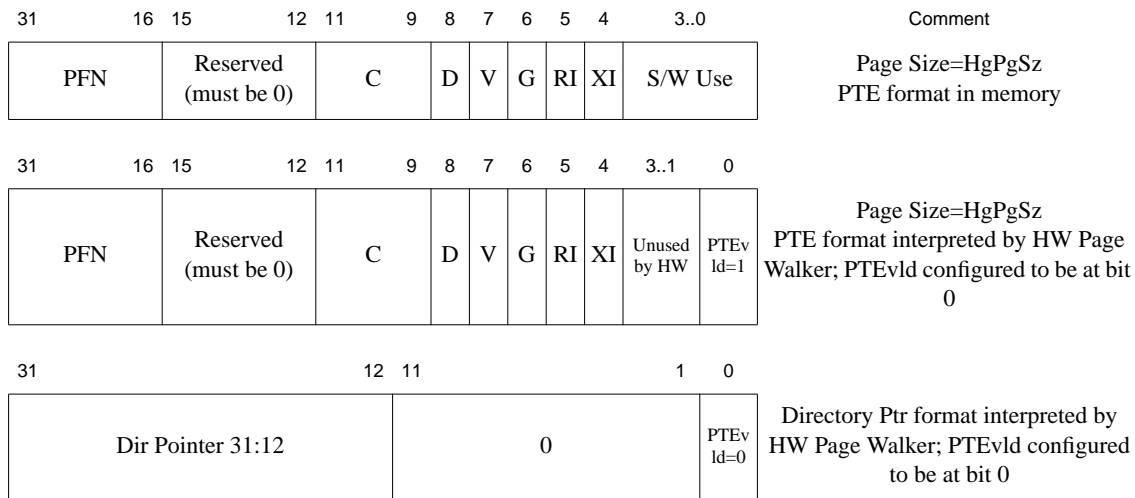 31 16 15 12 11 9 8 7 6 5 4 3..0 Comment
PFN Reserved (must be 0) C D V G RI XI S/W Use Page Size=HgPgSz
PTE format in memory
31 16 15 12 11 9 8 7 6 5 4 3..1 0
PFN Reserved (must be 0) C D V G RI XI Unused by HW PTEv ld=1 Page Size=HgPgSz
PTE format interpreted by HW Page
Walker; PTEvld configured to be at bit
0
31 12 11 1 0
Dir Pointer 31:12 0 PTEv ld=0 Directory Ptr format interpreted by
HW Page Walker; PTEvld configured
to be at bit 0